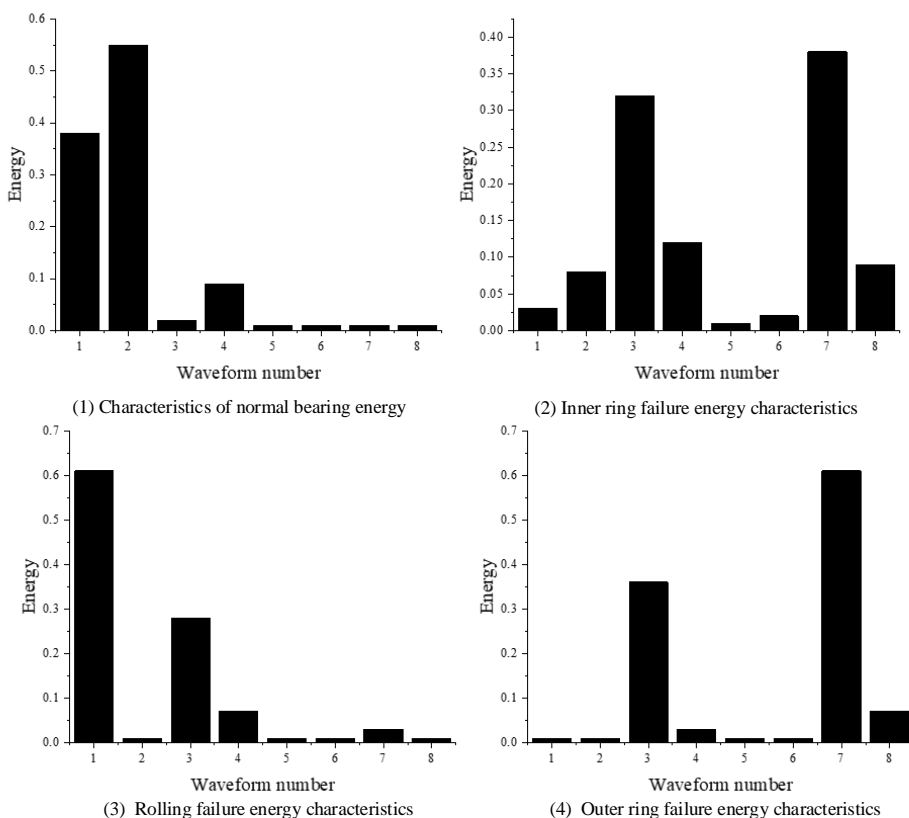 0.6
0.5
0.4
0.3
0.2
0.1
0.0
Energy
1 2 3 4 5 6 7 8
Waveform number
(1) Characteristics of normal bearing energy
0.40
0.35
0.30
0.25
0.20
0.15
0.10
0.05
0.00
Energy
1 2 3 4 5 6 7 8
Waveform number
(2) Inner ring failure energy characteristics
0.7
0.6
0.5
0.4
0.3
0.2
0.1
0.0
Energy
1 2 3 4 5 6 7 8
Waveform number
(3) Rolling failure energy characteristics
0.7
0.6
0.5
0.4
0.3
0.2
0.1
0.0
Energy
1 2 3 4 5 6 7 8
Waveform number
(4) Outer ring failure energy characteristics